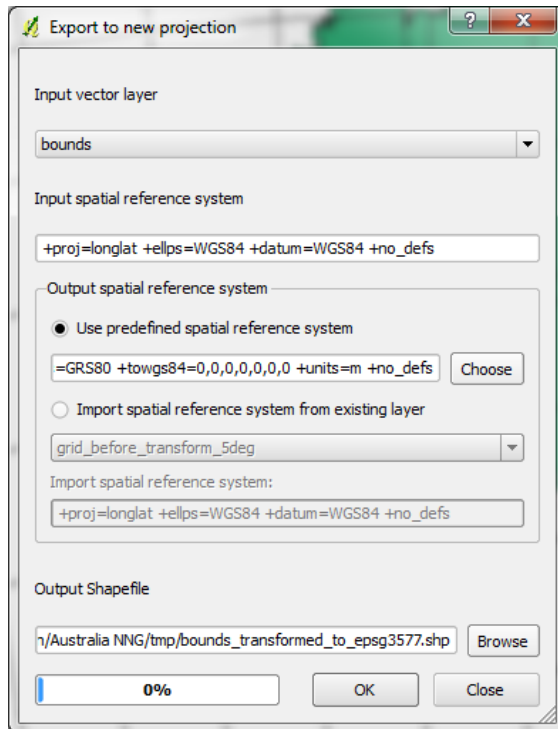 Export to new projection
?
X
Input vector layer
bounds
Input spatial reference system
+proj=longlat +ellps=WGS84 +datum=WGS84 +no_defs
Output spatial reference system
Use predefined spatial reference system
=GRS80 +towgs84=0,0,0,0,0,0,0 +units=m +no_defs
Choose
Import spatial reference system from existing layer
grid_before_transform_5deg
Import spatial reference system:
+proj=longlat +ellps=WGS84 +datum=WGS84 +no_defs
Output Shapefile
/Australia NNG/tmp/bounds_transformed_to_epsg3577.shp
Browse
0%
OK
Close